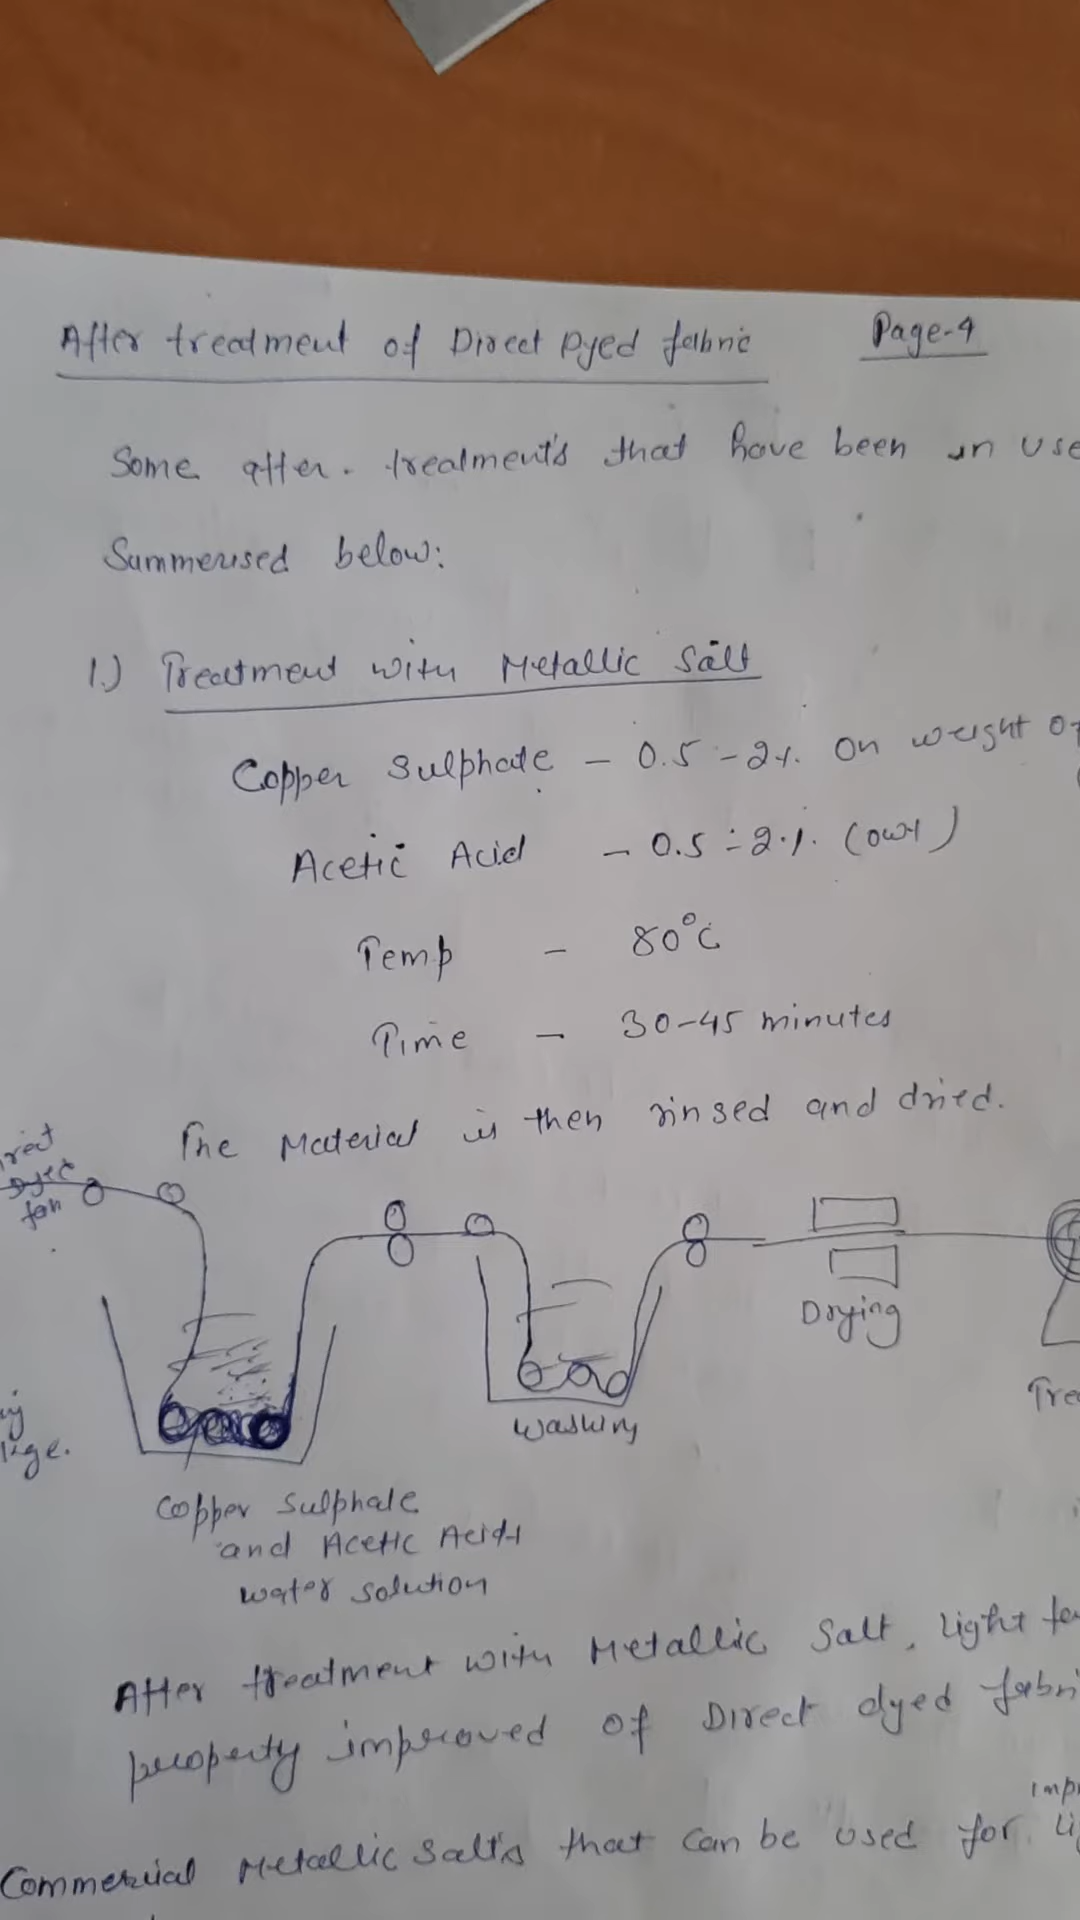 After treatment of Direct Dyed fabric
Page-4
Some after. treatment's that have been in use
Summerised below:
1.) Treatment with Metallic Salt
Copper Sulphate - 0.5-2%. On weight of
Acetic Acid - 0.5-2%. (owf)
Temp - 80°C
Time - 30-45 minutes
The Material is then rinsed and dried.
Dyed
Drying
Washing
Copper Sulphate
and Acetic Acid
water solution
After treatment with Metallic Salt, Light
property improved of Direct dyed fabri
Commercial Metallic Salt's that can be used for